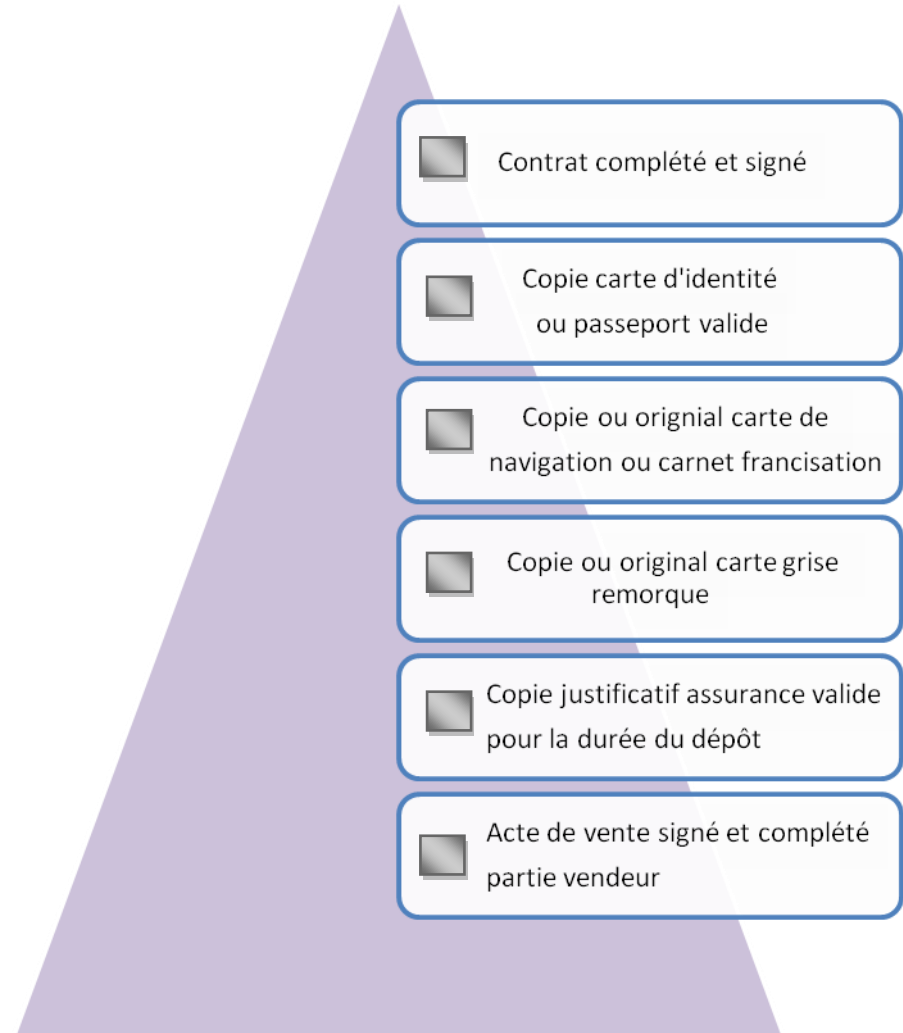 Contrat complété et signé
Copie carte d'identité
ou passeport valide
Copie ou orignial carte de
navigation ou carnet francisation
Copie ou original carte grise
remorque
Copie justificatif assurance valide
pour la durée du dépôt
Acte de vente signé et complété
partie vendeur